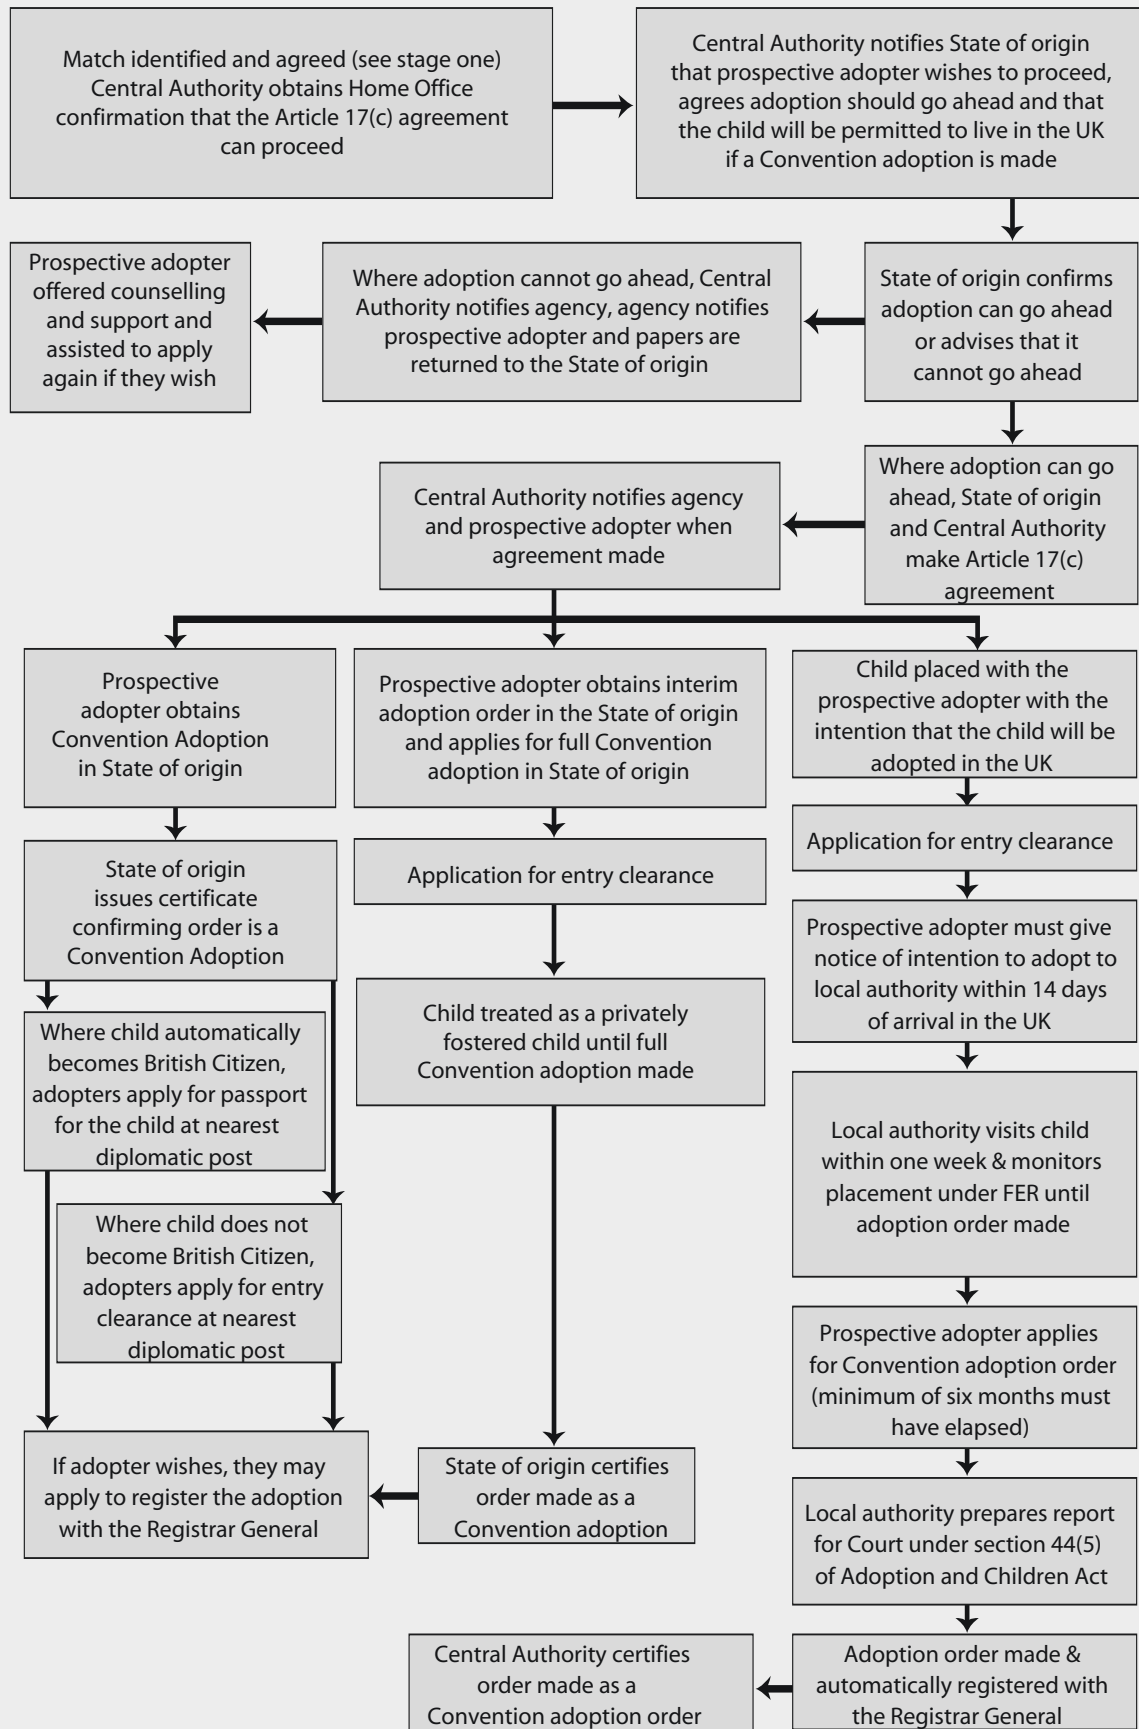 Match identified and agreed (see stage one)
Central Authority obtains Home Office
confirmation that the Article 17(c) agreement
can proceed
Central Authority notifies State of origin
that prospective adopter wishes to proceed,
agrees adoption should go ahead and that
the child will be permitted to live in the UK
if a Convention adoption is made
State of origin confirms
adoption can go ahead
or advises that it
cannot go ahead
Where adoption cannot go ahead, Central
Authority notifies agency, agency notifies
prospective adopter and papers are
returned to the State of origin
Prospective adopter
offered counselling
and support and
assisted to apply
again if they wish
Where adoption can go
ahead, State of origin
and Central Authority
make Article 17(c)
agreement
Central Authority notifies agency
and prospective adopter when
agreement made
Prospective
adopter obtains
Convention Adoption
in State of origin
State of origin
issues certificate
confirming order is a
Convention Adoption
Where child automatically
becomes British Citizen,
adopters apply for passport
for the child at nearest
diplomatic post
Where child does not
become British Citizen,
adopters apply for entry
clearance at nearest
diplomatic post
If adopter wishes, they may
apply to register the adoption
with the Registrar General
Prospective adopter obtains interim
adoption order in the State of origin
and applies for full Convention
adoption in State of origin
Application for entry clearance
Child treated as a privately
fostered child until full
Convention adoption made
State of origin certifies
order made as a
Convention adoption
Child placed with the
prospective adopter with the
intention that the child will be
adopted in the UK
Application for entry clearance
Prospective adopter must give
notice of intention to adopt to
local authority within 14 days
of arrival in the UK
Local authority visits child
within one week & monitors
placement under FER until
adoption order made
Prospective adopter applies
for Convention adoption order
(minimum of six months must
have elapsed)
Local authority prepares report
for Court under section 44(5)
of Adoption and Children Act
Adoption order made &
automatically registered with
the Registrar General
Central Authority certifies
order made as a
Convention adoption order